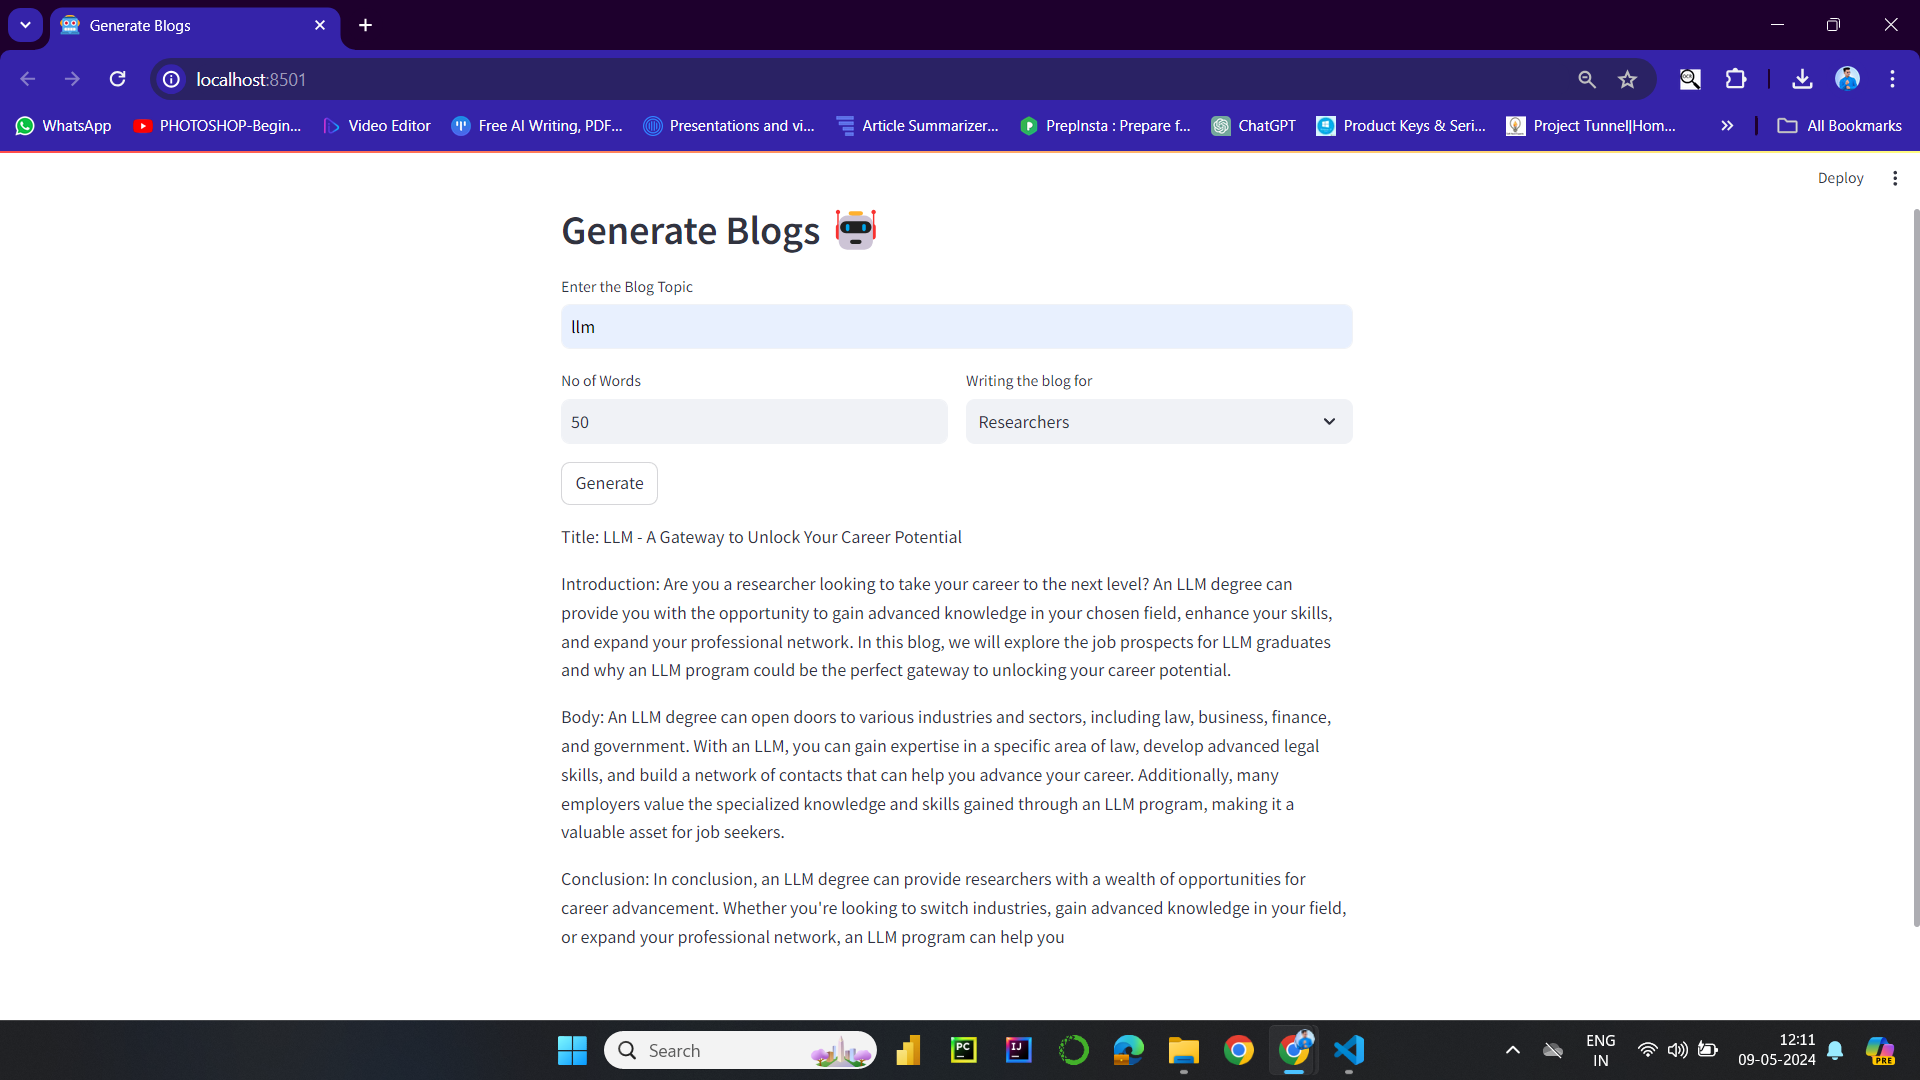 Generate Blogs
localhost:8501
WhatsApp
PHOTOSHOP-Begin...
Video Editor
Free AI Writing, PDF...
Presentations and vi...
Article Summarizer...
PrepInsta : Prepare f...
ChatGPT
Product Keys & Seri...
Project Tunnel|Hom...
All Bookmarks
Deploy
Generate Blogs
Enter the Blog Topic
llm
No of Words
Writing the blog for
50
Researchers
Generate
Title: LLM - A Gateway to Unlock Your Career Potential
Introduction: Are you a researcher looking to take your career to the next level? An LLM degree can
provide you with the opportunity to gain advanced knowledge in your chosen field, enhance your skills,
and expand your professional network. In this blog, we will explore the job prospects for LLM graduates
and why an LLM program could be the perfect gateway to unlocking your career potential.
Body: An LLM degree can open doors to various industries and sectors, including law, business, finance,
and government. With an LLM, you can gain expertise in a specific area of law, develop advanced legal
skills, and build a network of contacts that can help you advance your career. Additionally, many
employers value the specialized knowledge and skills gained through an LLM program, making it a
valuable asset for job seekers.
Conclusion: In conclusion, an LLM degree can provide researchers with a wealth of opportunities for
career advancement. Whether you're looking to switch industries, gain advanced knowledge in your field,
or expand your professional network, an LLM program can help you
Search
PC
IJ
ENG
IN
12:11
09-05-2024
PRE